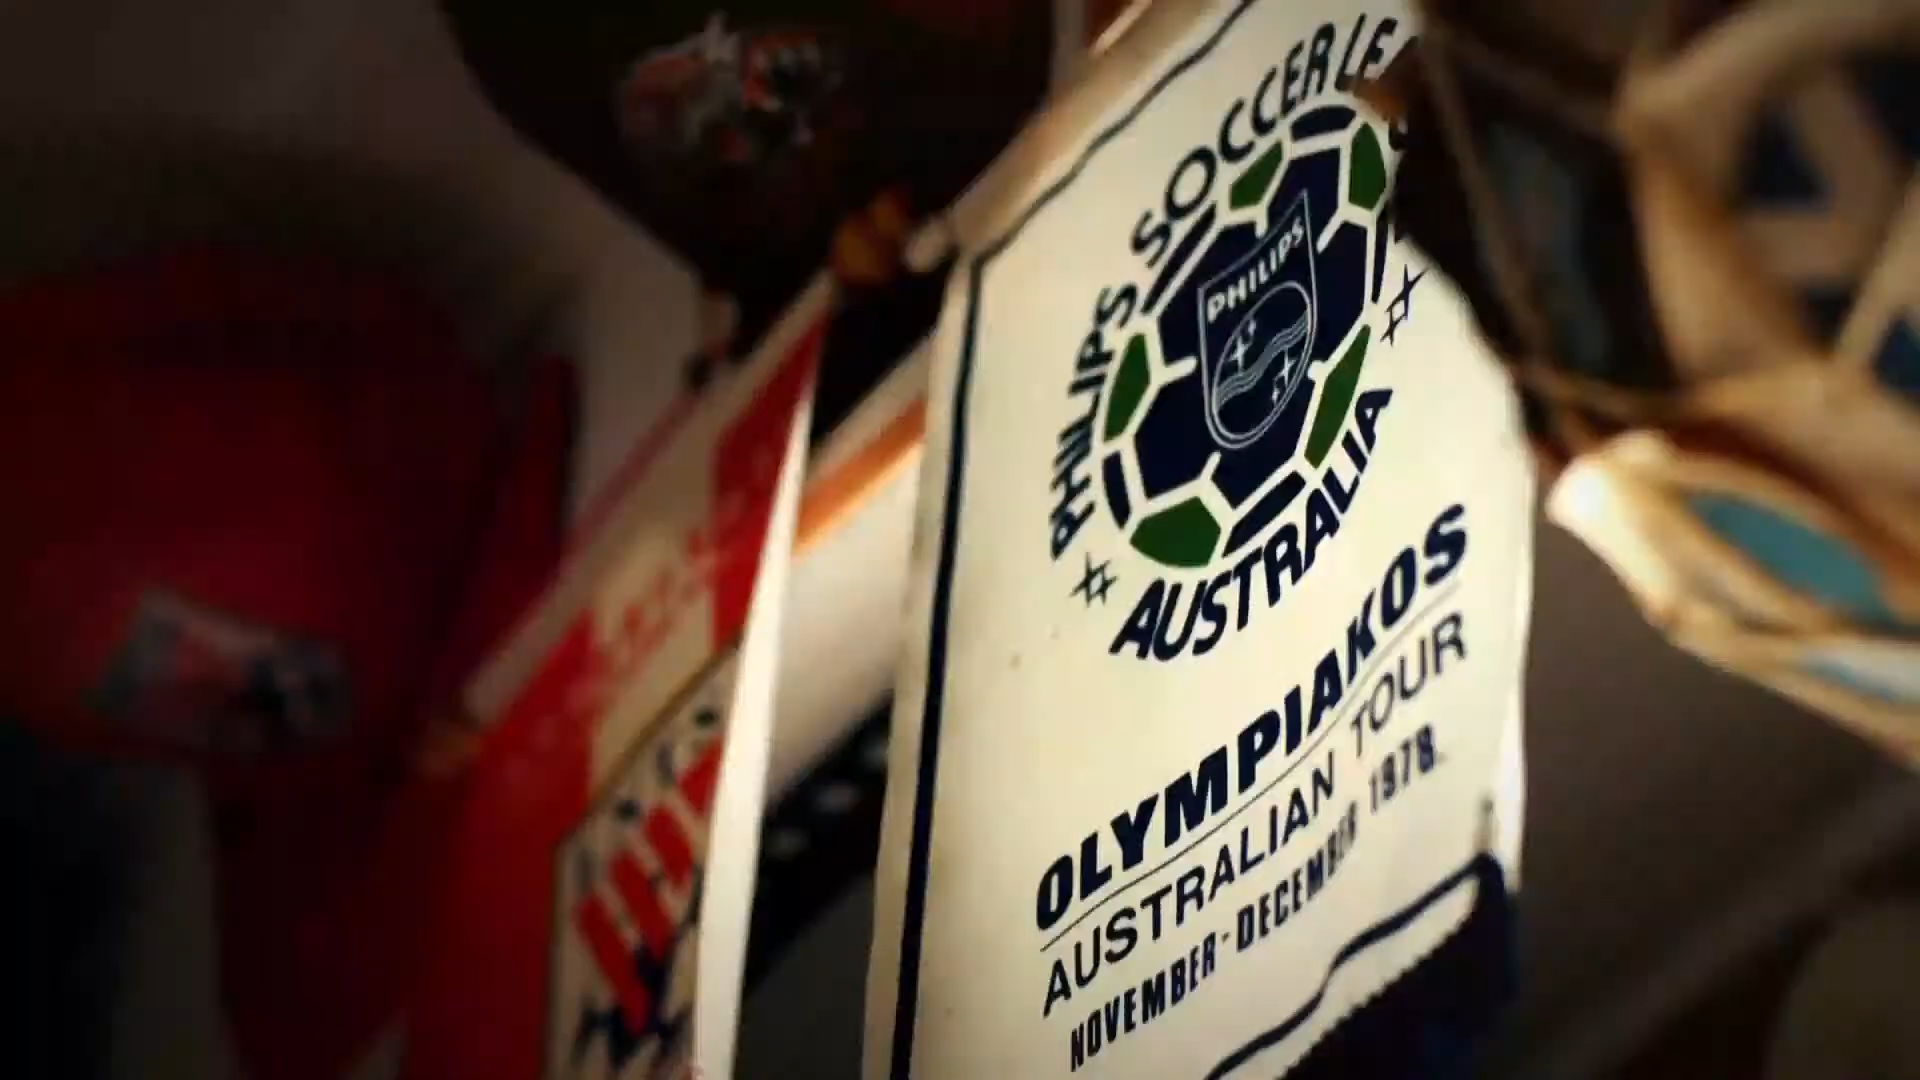 PHILIPS SOCCER LE
PHILIPS
AUSTRALIA
OLYMPIAKOS
AUSTRALIAN TOUR
NOVEMBER-DECEMBER 1978.